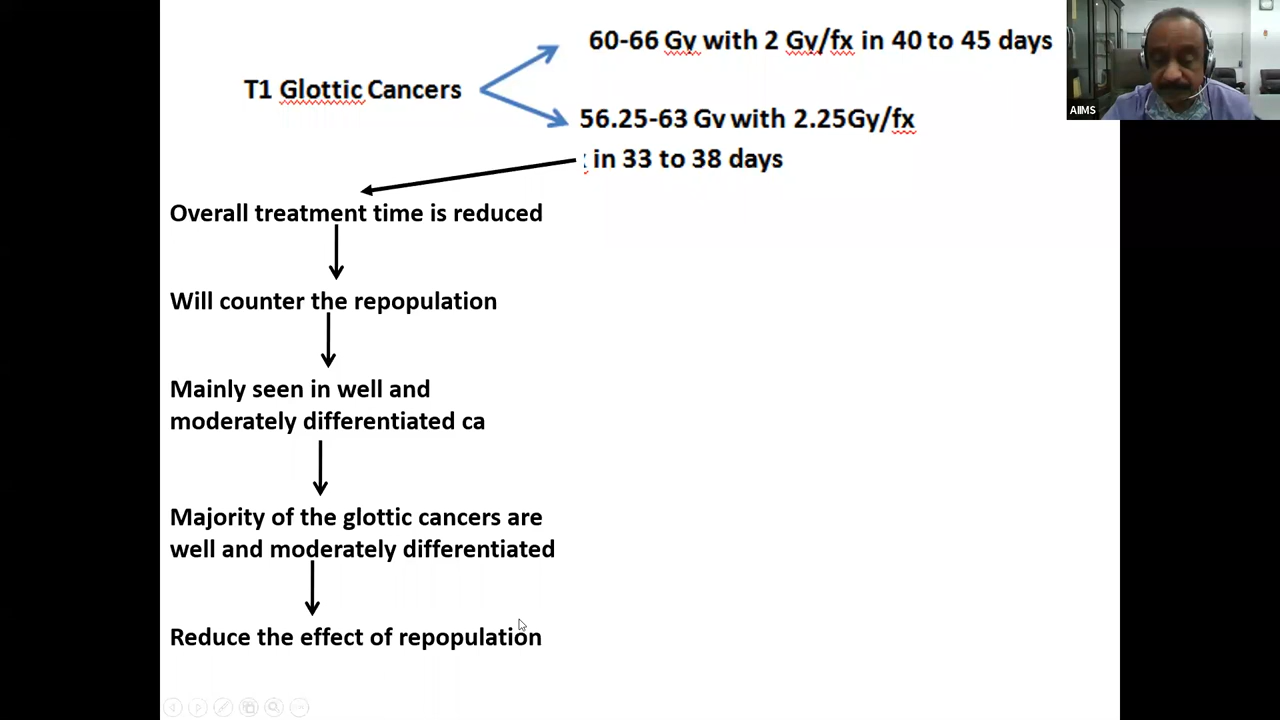 60-66 Gy with 2 Gy/fx in 40 to 45 days
AIIMS
T1 Glottic Cancers
56.25-63 Gy with 2.25Gy/fx
in 33 to 38 days
Overall treatment time is reduced
Will counter the repopulation
Mainly seen in well and
moderately differentiated ca
Majority of the glottic cancers are
well and moderately differentiated
Reduce the effect of repopulation